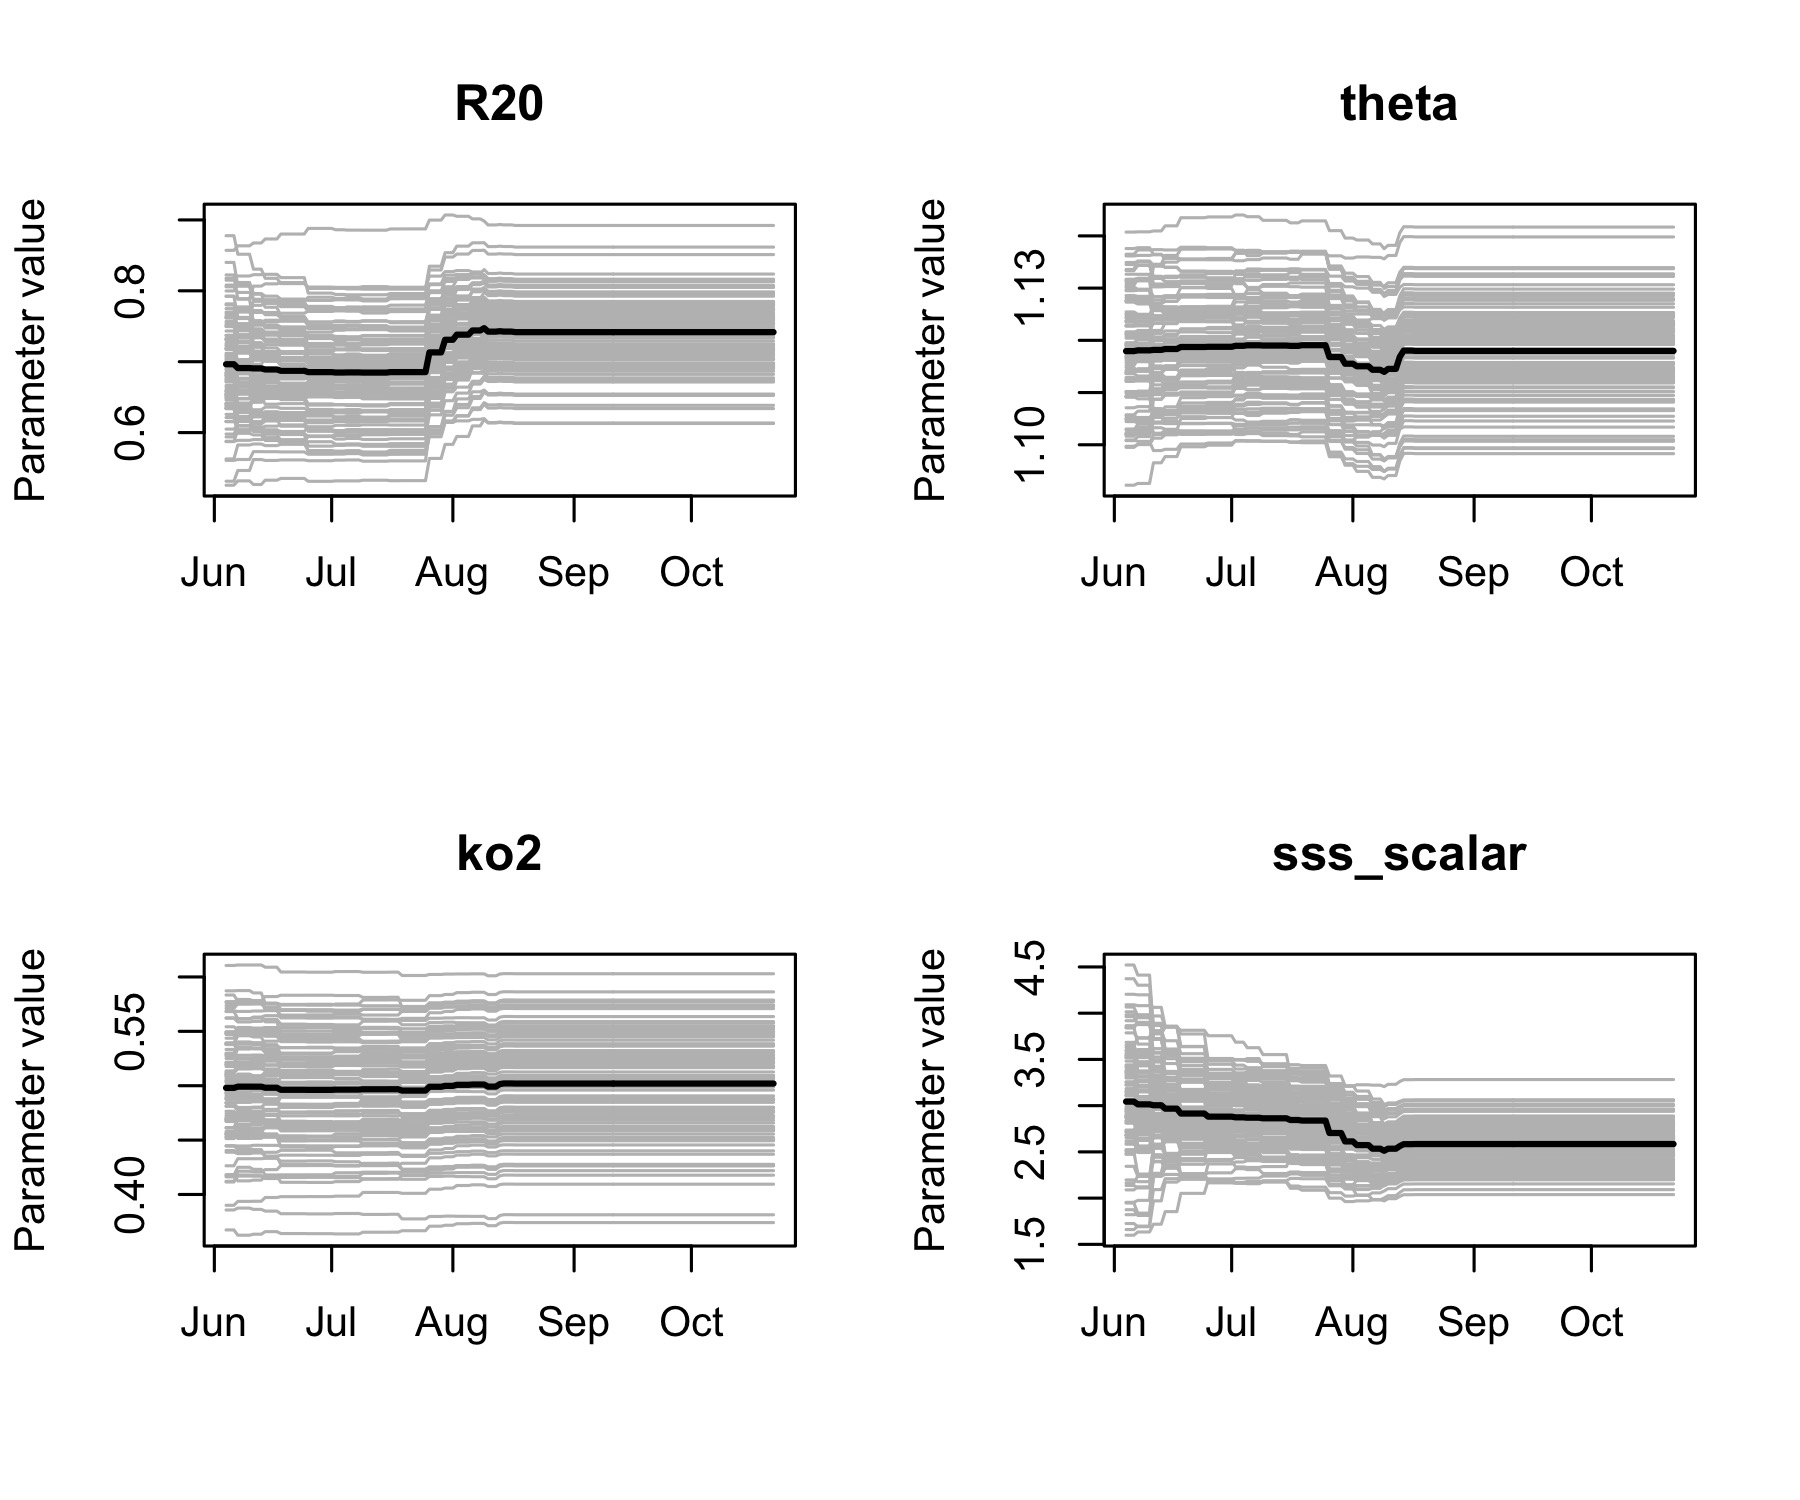 R20
Parameter value
0.8
0.6
Jun Jul Aug Sep Oct
theta
Parameter value
1.13
1.10
Jun Jul Aug Sep Oct
ko2
Parameter value
0.55
0.40
Jun Jul Aug Sep Oct
sss_scalar
Parameter value
4.5
3.5
2.5
1.5
Jun Jul Aug Sep Oct